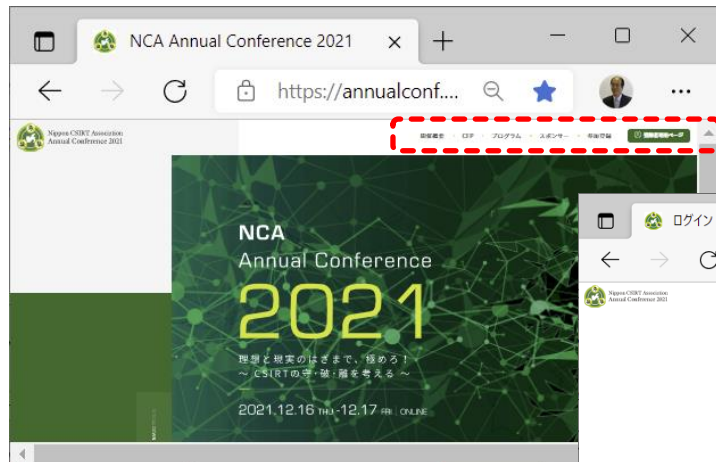 NCA Annual Conference 2021
https://annualconf....
Nippon CSIRT Association
Annual Conference 2021
開催概要
CFP
プログラム
スポンサー
参加登録
NCA
Annual Conference
2021
理想と現実のはざまで、極めろ！
～ CSIRTの守・破・離を考える ～
2021.12.16 THU -12.17 FRI | ONLINE
ログイン
Nippon CSIRT Association
Annual Conference 2021